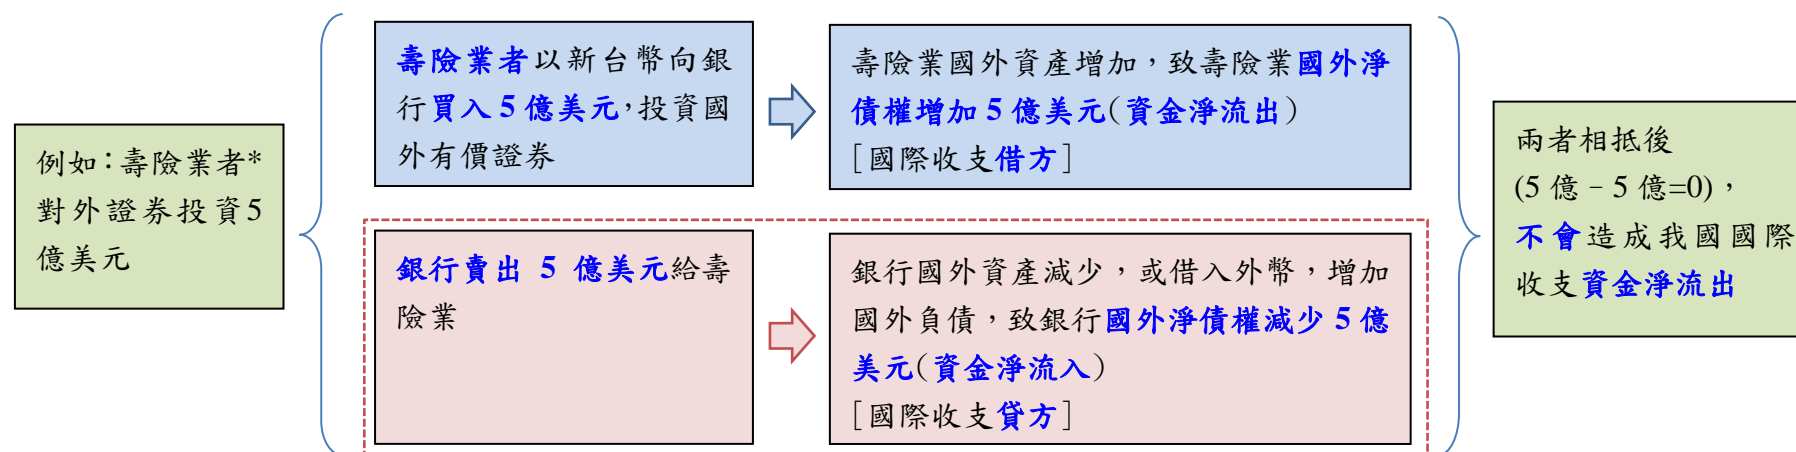 例如：壽險業者*
對外證券投資5
億美元
壽險業者以新台幣向銀
行買入 5 億美元，投資國
外有價證券
壽險業國外資產增加，致壽險業國外淨
債權增加 5 億美元(資金淨流出)
[國際收支借方]
銀行賣出 5 億美元給壽
險業
銀行國外資產減少，或借入外幣，增加
國外負債，致銀行國外淨債權減少 5 億
美元(資金淨流入)
[國際收支貸方]
兩者相抵後
(5 億﹣5 億=0)，
不會造成我國國際
收支資金淨流出